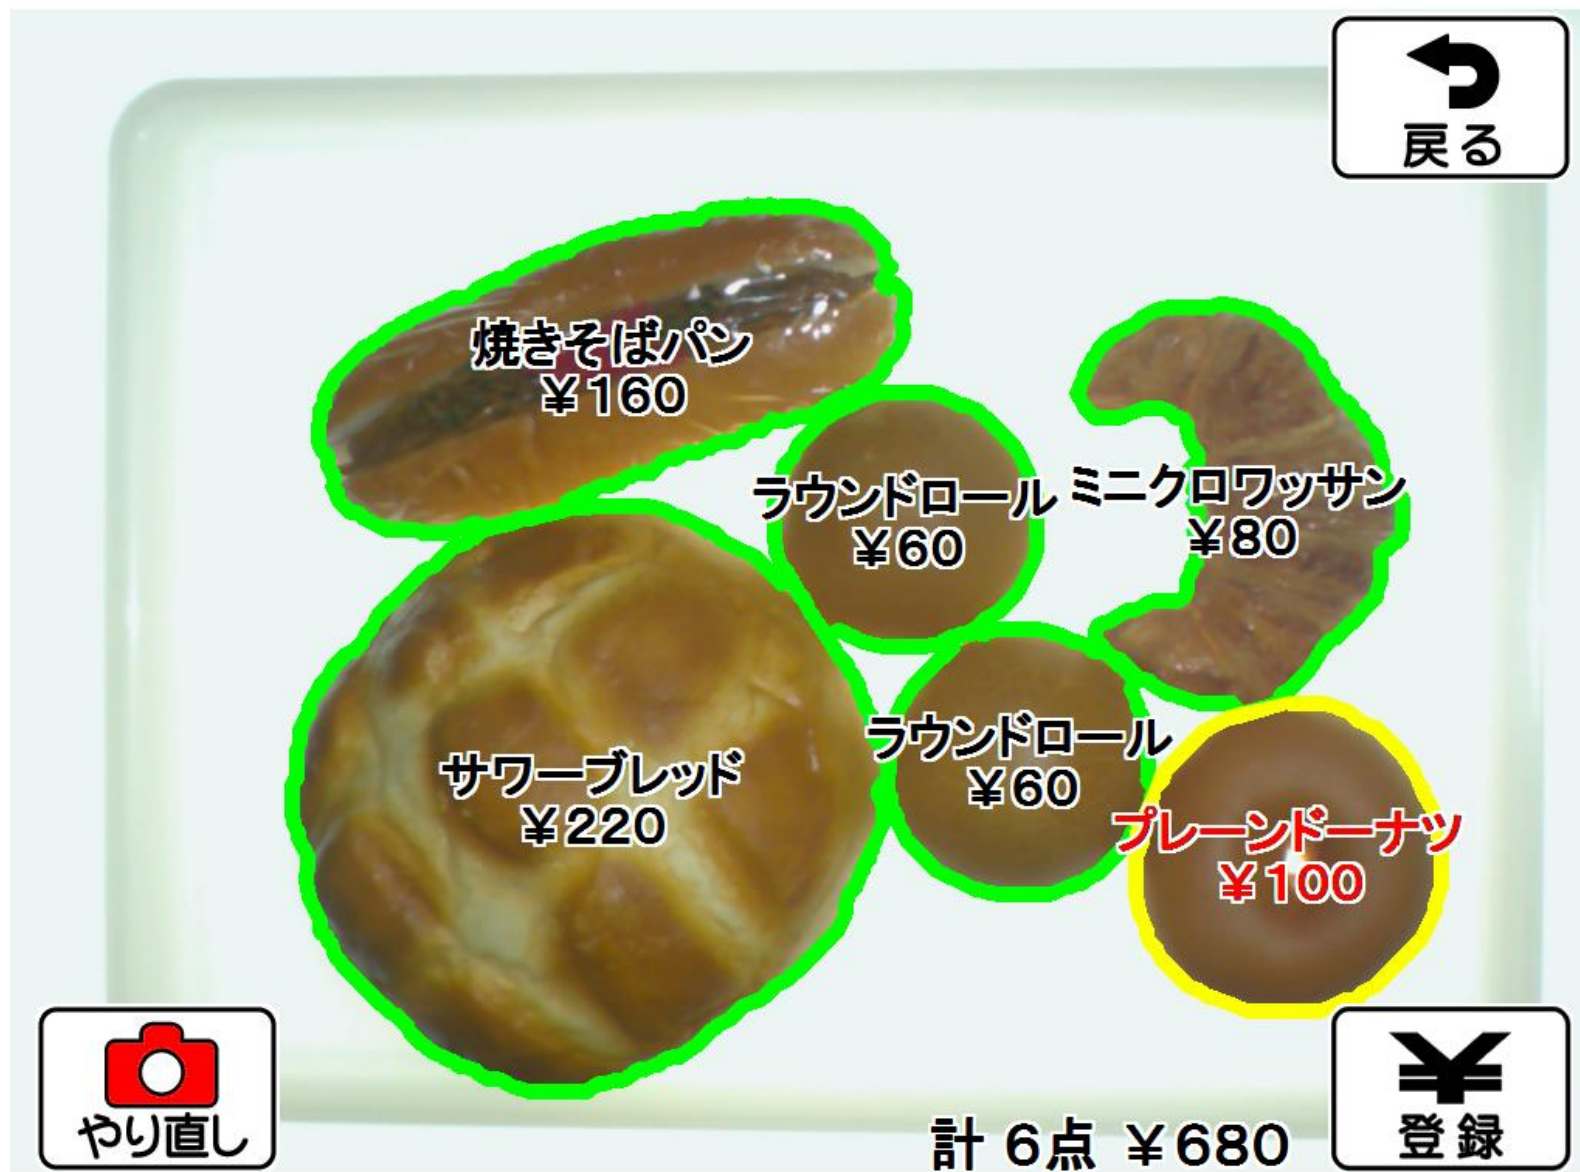 戻る
焼きそばパン
￥160
ラウンドロール
￥60
ミニクロワッサン
￥80
ラウンドロール
￥60
サワーブレッド
￥220
プレーンドーナツ
￥100
やり直し
計 6点 ￥680
￥
登録